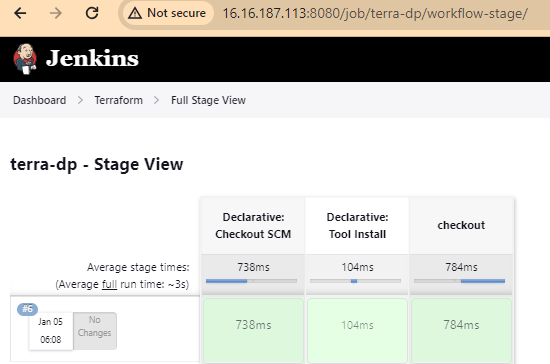 Not secure 16.16.187.113:8080/job/terra-dp/workflow-stage/
Jenkins
Dashboard > Terraform > Full Stage View
terra-dp - Stage View
Declarative: Checkout SCM
Declarative: Tool Install
checkout
Average stage times:
(Average full run time: ~3s)
738ms 104ms 784ms
#6
Jan 05
06:08
No Changes
738ms 104ms 784ms